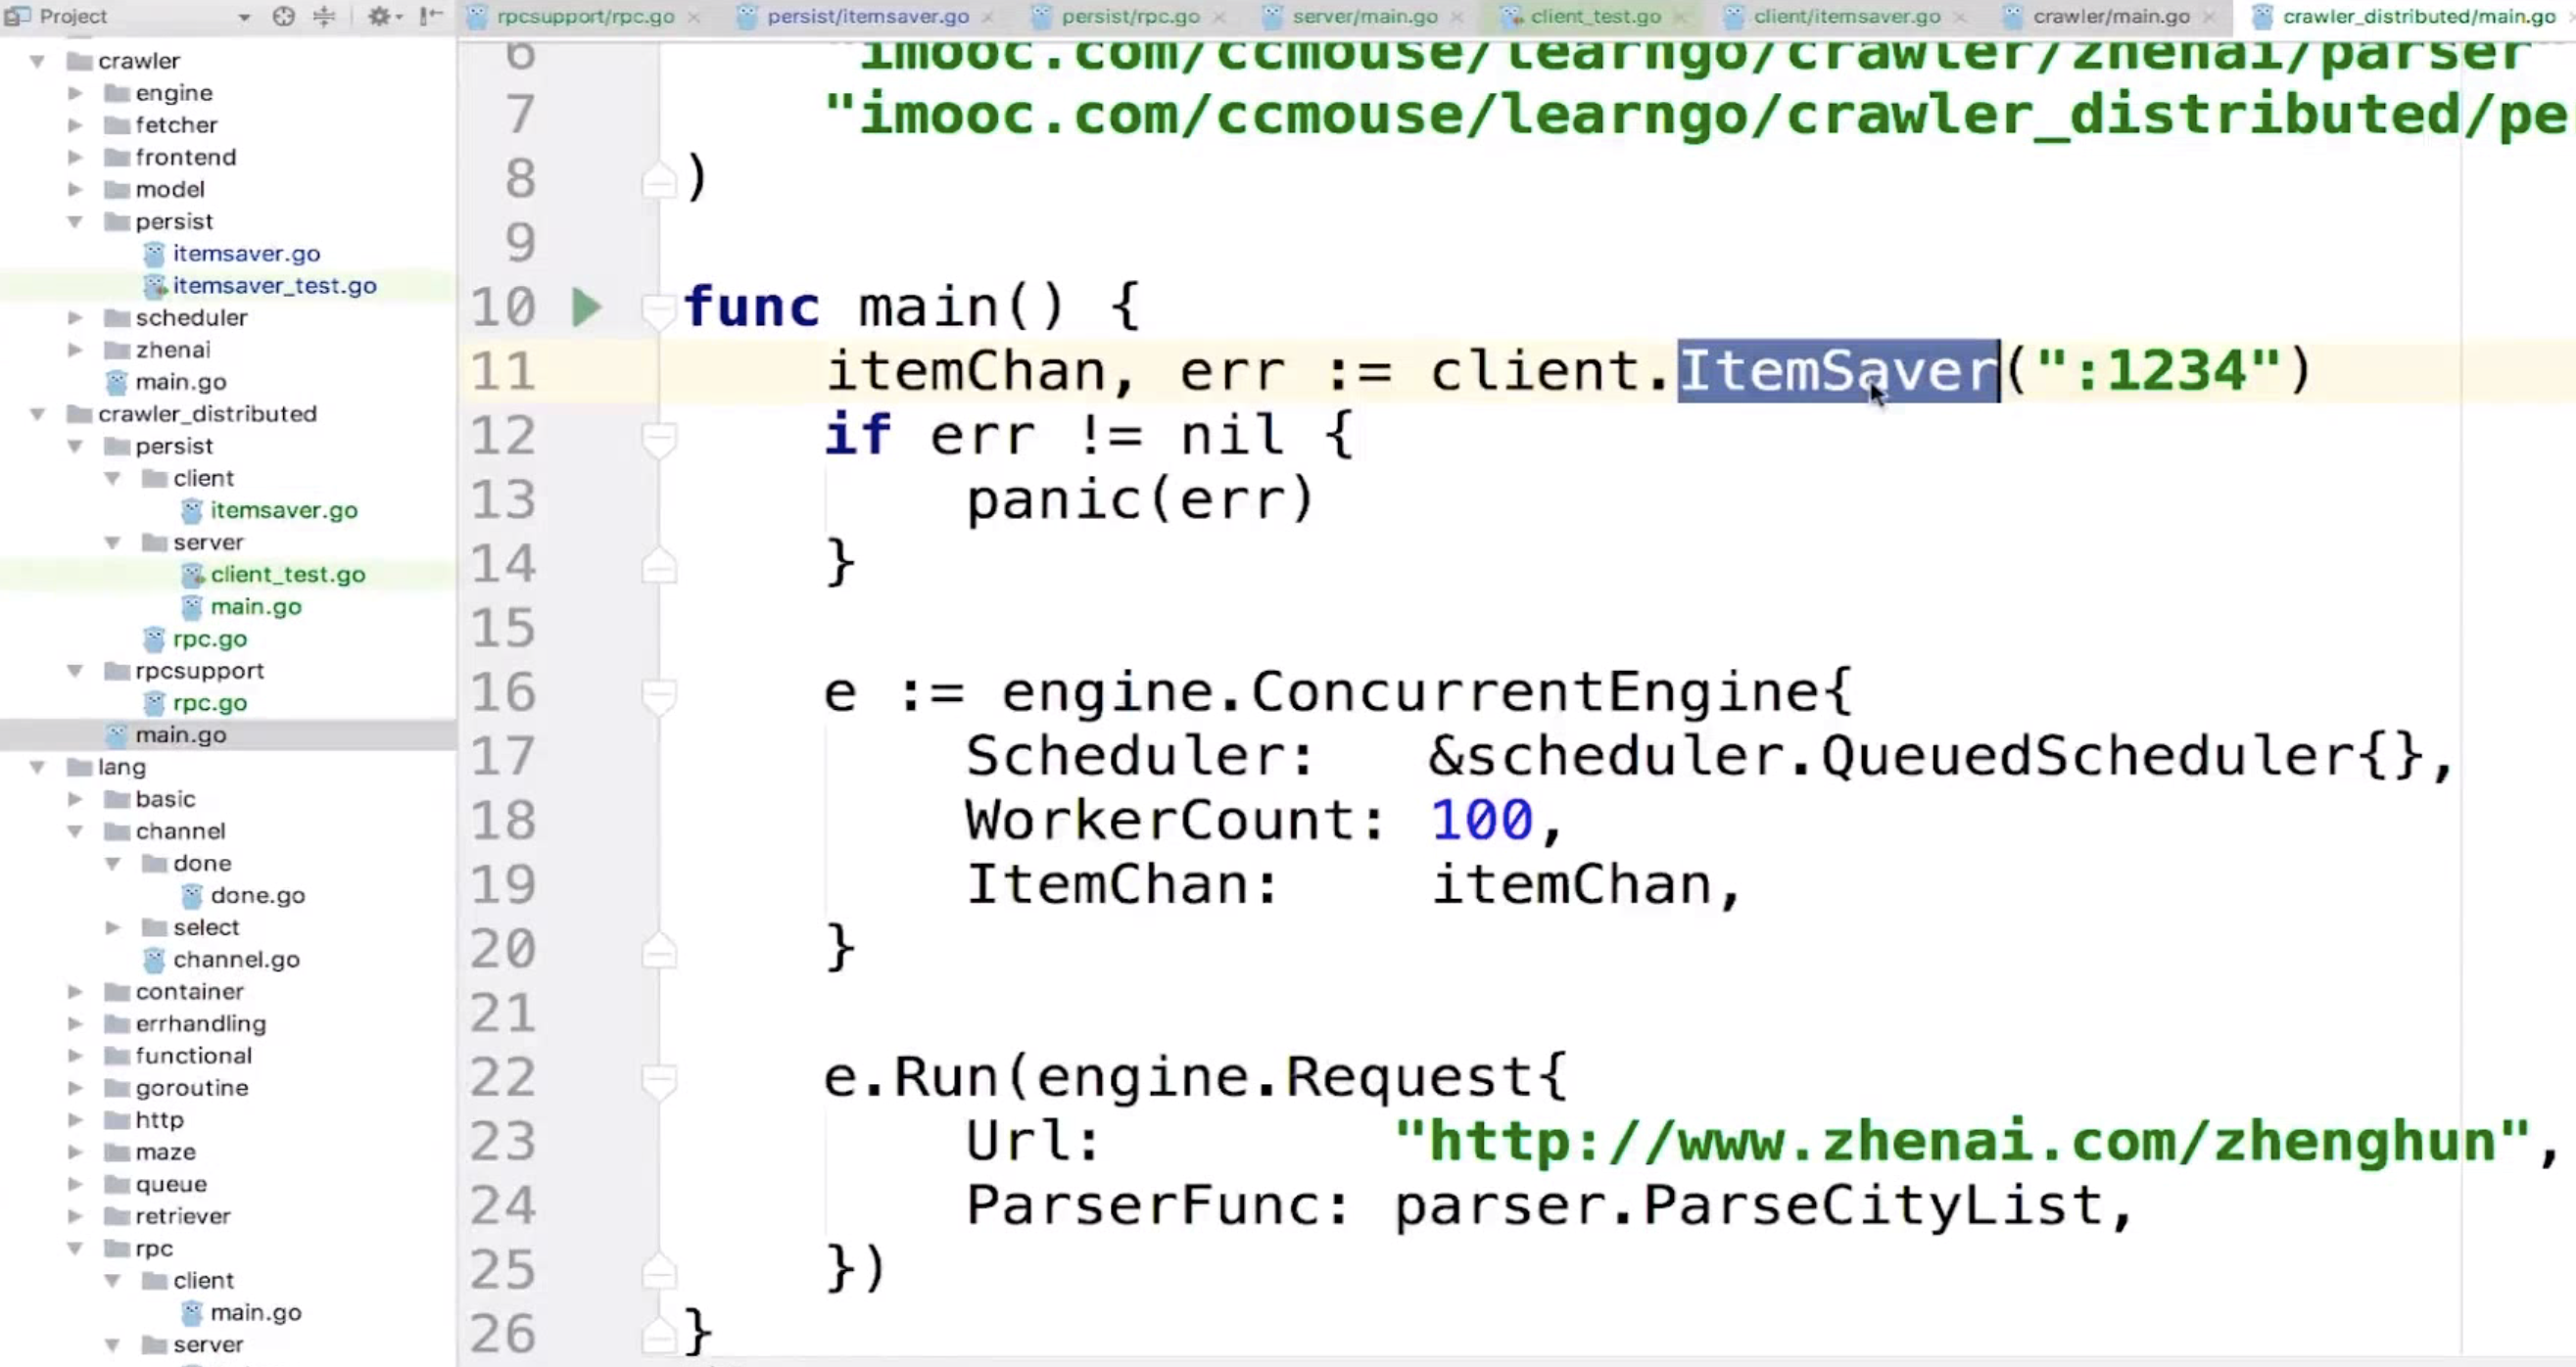 Project
rpcsupport/rpc.go
persist/itemsaver.go
persist/rpc.go
server/main.go
client_test.go
client/itemsaver.go
crawler/main.go
crawler_distributed/main.go
crawler
engine
fetcher
frontend
model
persist
itemsaver.go
itemsaver_test.go
scheduler
zhenai
main.go
crawler_distributed
persist
client
itemsaver.go
server
client_test.go
main.go
rpc.go
rpcsupport
rpc.go
main.go
lang
basic
channel
done
done.go
select
channel.go
container
errhandling
functional
goroutine
http
maze
queue
retriever
rpc
client
main.go
server
6 "imooc.com/ccmouse/learngo/crawler/zhenai/parser"
7 "imooc.com/ccmouse/learngo/crawler_distributed/pe
8 )
9
10 func main() {
11 itemChan, err := client.ItemSaver(":1234")
12 if err != nil {
13 panic(err)
14 }
15
16 e := engine.ConcurrentEngine{
17 Scheduler: &scheduler.QueuedScheduler{},
18 WorkerCount: 100,
19 ItemChan: itemChan,
20 }
21
22 e.Run(engine.Request{
23 Url: "http://www.zhenai.com/zhenghun",
24 ParserFunc: parser.ParseCityList,
25 })
26 }